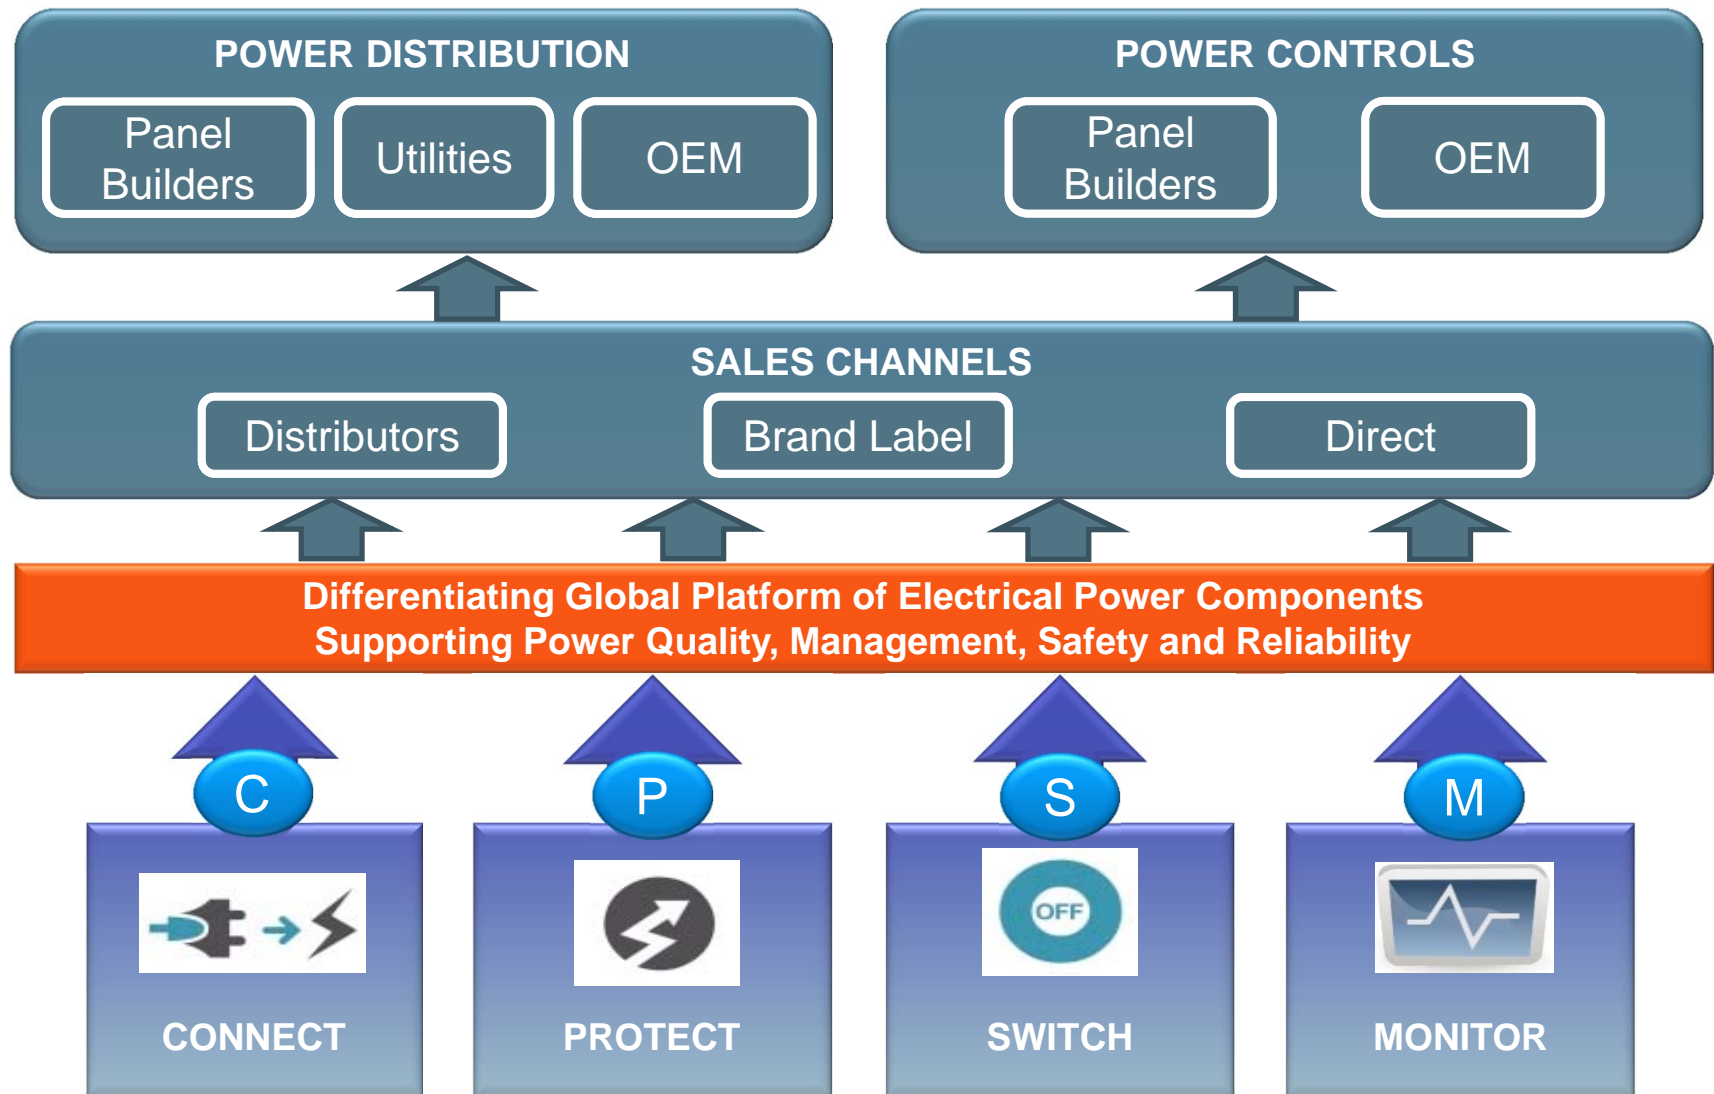 POWER DISTRIBUTION
Panel
Builders
Utilities
OEM
POWER CONTROLS
Panel
Builders
OEM
SALES CHANNELS
Distributors
Brand Label
Direct
Differentiating Global Platform of Electrical Power Components
Supporting Power Quality, Management, Safety and Reliability
C
P
S
M
OFF
CONNECT
PROTECT
SWITCH
MONITOR